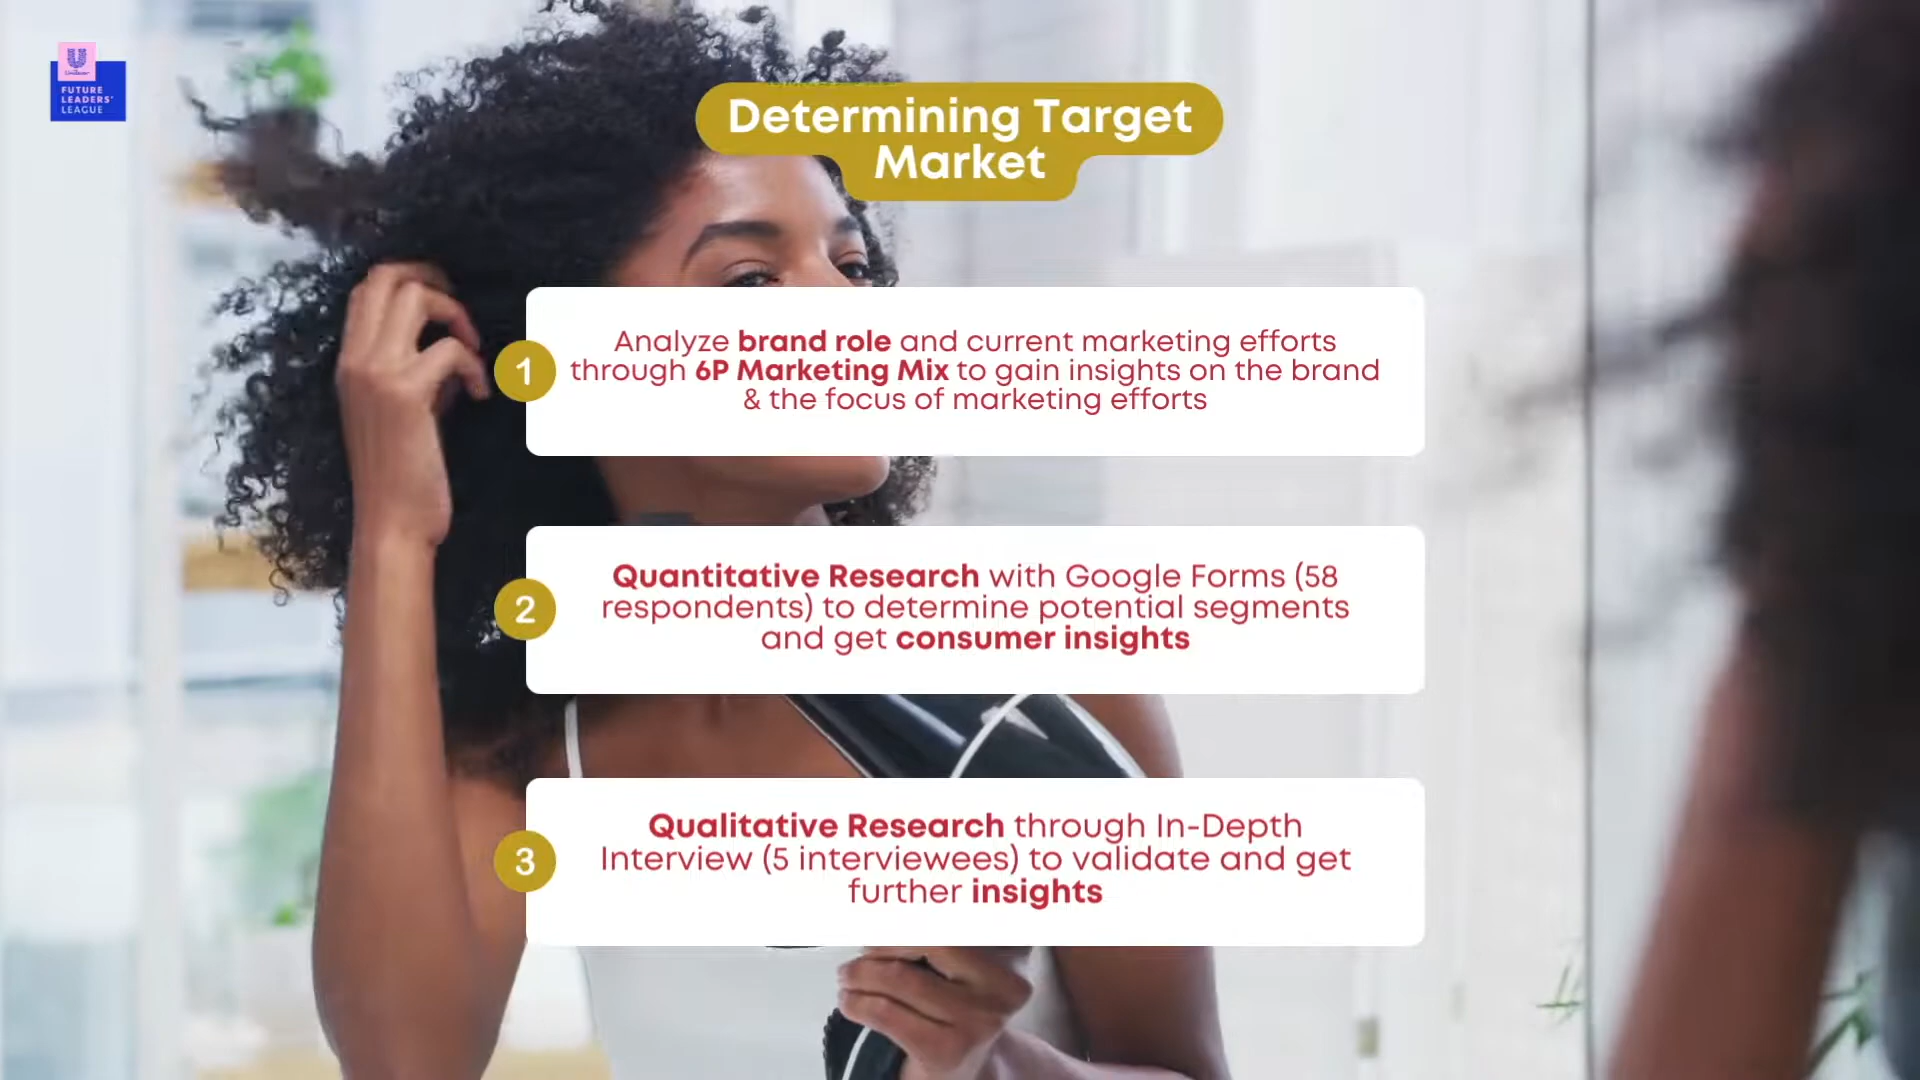 Unilever
FUTURE
LEADERS'
LEAGUE
Determining Target
Market
1
Analyze brand role and current marketing efforts
through 6P Marketing Mix to gain insights on the brand
& the focus of marketing efforts
2
Quantitative Research with Google Forms (58
respondents) to determine potential segments
and get consumer insights
3
Qualitative Research through In-Depth
Interview (5 interviewees) to validate and get
further insights